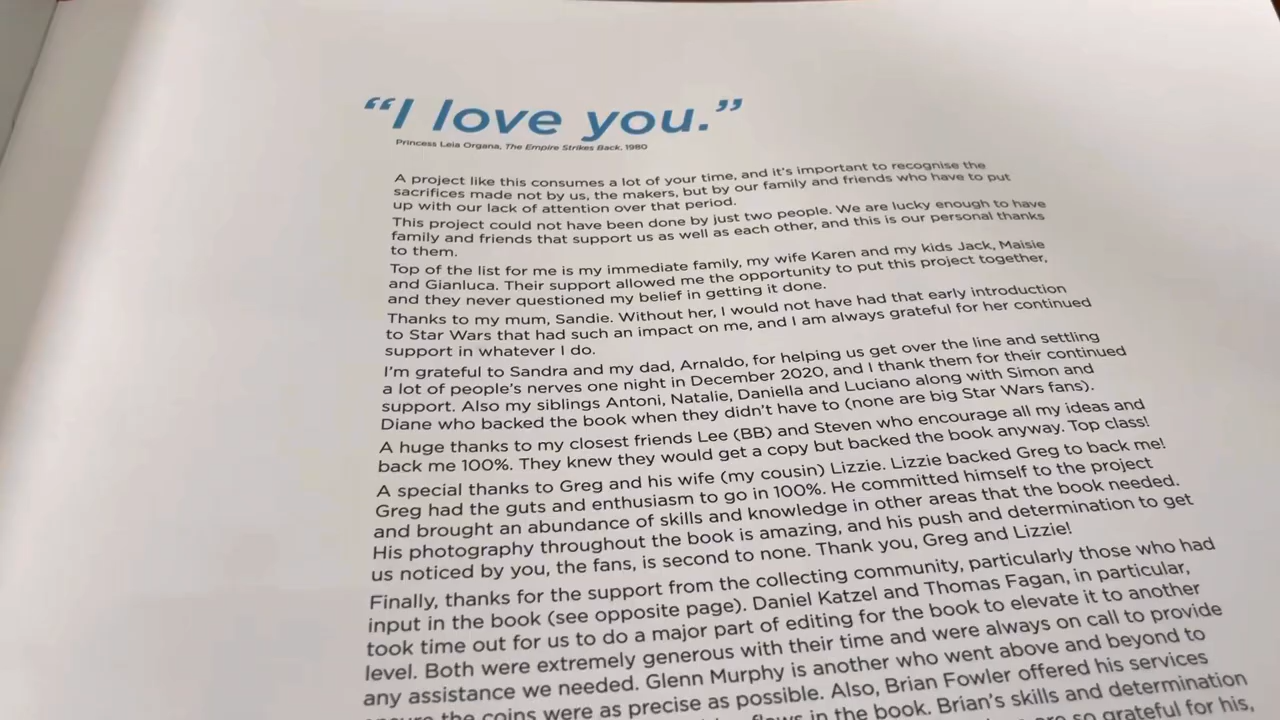 “I love you.”
Princess Leia Organa, The Empire Strikes Back, 1980
A project like this consumes a lot of your time, and it’s important to recognise the
sacrifices made not by us, the makers, but by our family and friends who have to put
up with our lack of attention over that period.
This project could not have been done by just two people. We are lucky enough to have
family and friends that support us as well as each other, and this is our personal thanks
to them.
Top of the list for me is my immediate family, my wife Karen and my kids Jack, Maisie
and Gianluca. Their support allowed me the opportunity to put this project together,
and they never questioned my belief in getting it done.
Thanks to my mum, Sandie. Without her, I would not have had that early introduction
to Star Wars that had such an impact on me, and I am always grateful for her continued
support in whatever I do.
I’m grateful to Sandra and my dad, Arnaldo, for helping us get over the line and settling
a lot of people’s nerves one night in December 2020, and I thank them for their continued
support. Also my siblings Antoni, Natalie, Daniella and Luciano along with Simon and
Diane who backed the book when they didn’t have to (none are big Star Wars fans).
A huge thanks to my closest friends Lee (BB) and Steven who encourage all my ideas and
back me 100%. They knew they would get a copy but backed the book anyway. Top class!
A special thanks to Greg and his wife (my cousin) Lizzie. Lizzie backed Greg to back me!
Greg had the guts and enthusiasm to go in 100%. He committed himself to the project
and brought an abundance of skills and knowledge in other areas that the book needed.
His photography throughout the book is amazing, and his push and determination to get
us noticed by you, the fans, is second to none. Thank you, Greg and Lizzie!
Finally, thanks for the support from the collecting community, particularly those who had
input in the book (see opposite page). Daniel Katzel and Thomas Fagan, in particular,
took time out for us to do a major part of editing for the book to elevate it to another
level. Both were extremely generous with their time and were always on call to provide
any assistance we needed. Glenn Murphy is another who went above and beyond to
the coins were as precise as possible. Also, Brian Fowler offered his services
in the book. Brian’s skills and determination
so grateful for his,